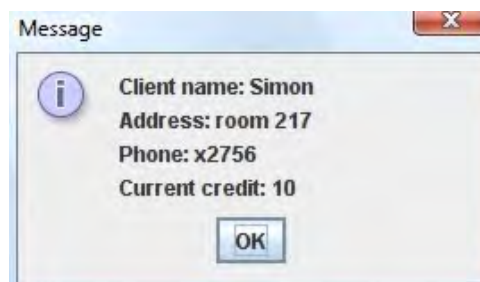 Message
Client name: Simon
Address: room 217
Phone: x2756
Current credit: 10
OK